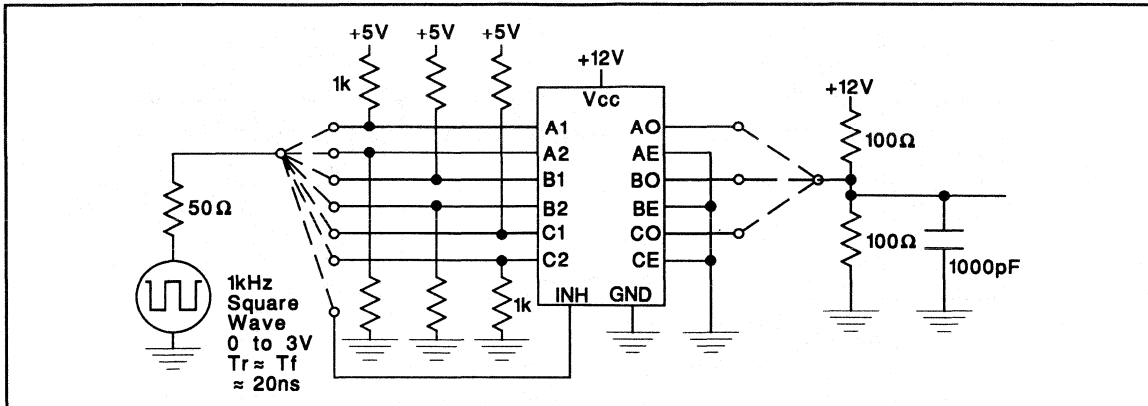 +5V +5V +5V
+12V
1k
Vcc
+12V
A1 AO
100Ω
A2 AE
B1 BO
50Ω
B2 BE
C1 CO
100Ω
C2 CE
1000pF
1kHz
Square
Wave
0 to 3V
Tr ≈ Tf
≈ 20ns
1k
INH GND